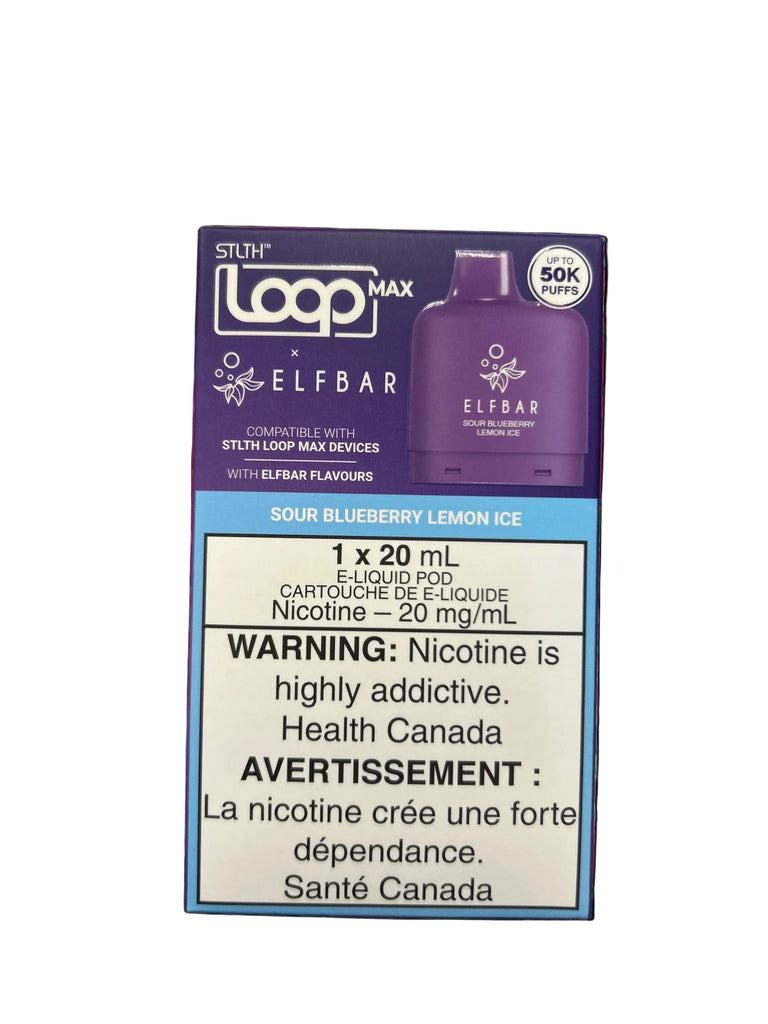 STLTH™
Loop MAX
×
ELFBAR
COMPATIBLE WITH
STLTH LOOP MAX DEVICES
WITH ELFBAR FLAVOURS
UP TO
50K
PUFFS
ELFBAR
SOUR BLUEBERRY
LEMON ICE
SOUR BLUEBERRY LEMON ICE
1 x 20 mL
E-LIQUID POD
CARTOUCHE DE E-LIQUIDE
Nicotine – 20 mg/mL
WARNING: Nicotine is
highly addictive.
Health Canada
AVERTISSEMENT :
La nicotine crée une forte
dépendance.
Santé Canada